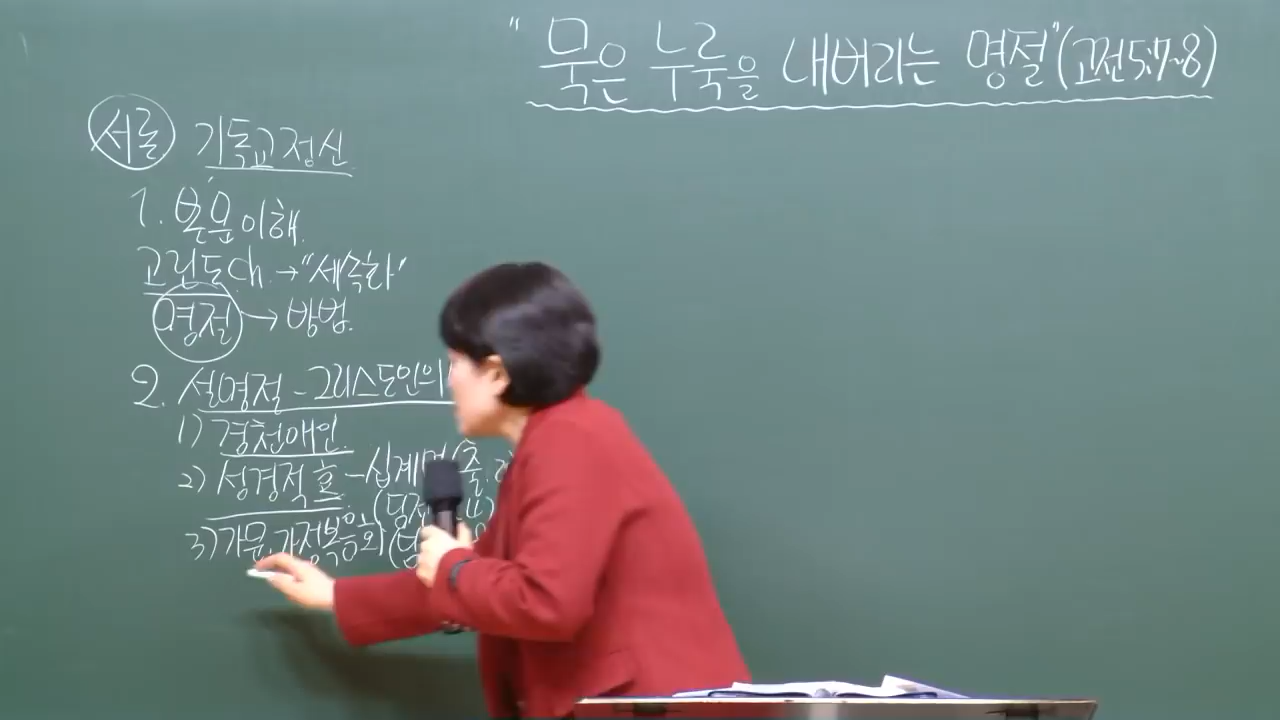 "묵은 누룩을 내버리는 명절"(고전5:7~8)
서론 기독교정신
1. 본문이해.
고린도ch. → "세속화"
명절 → 방법.
2. 설명절 - 그리스도인의
1) 경천애인.
2) 성경적 효 - 십계명(출.
(딤전
3) 가문, 가정복음화